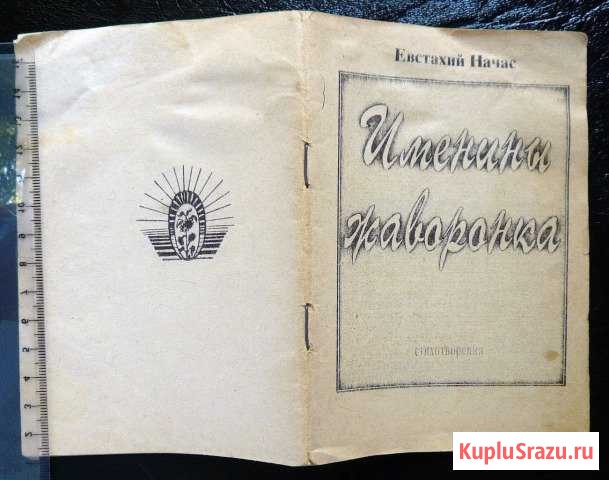 Евстахий Начас
Именины
жаворонка
стихотворения
KupluSrazu.ru